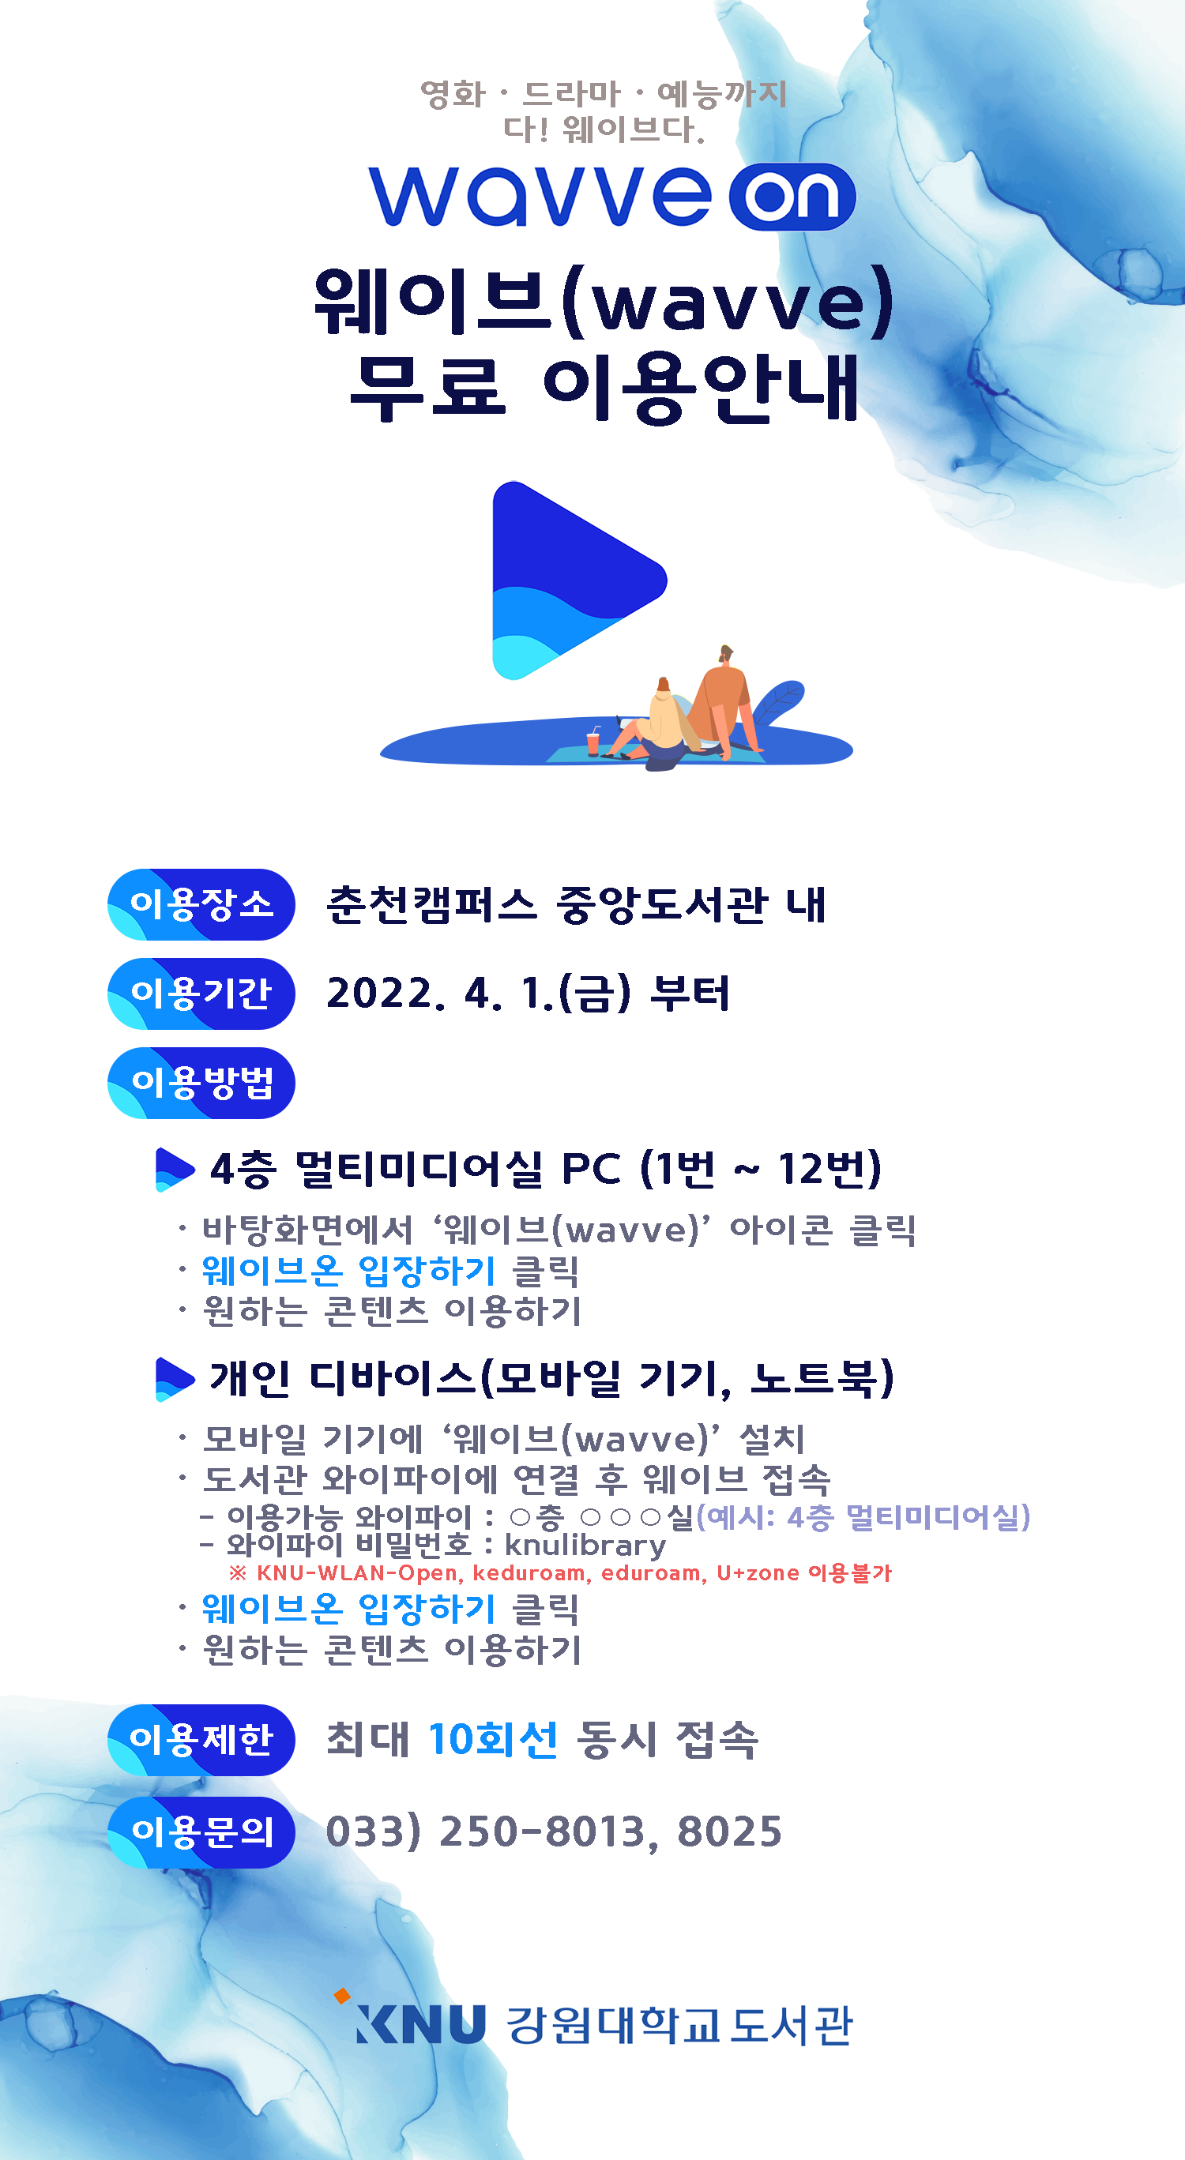 영화 · 드라마 · 예능까지
다! 웨이브다.
wavve on
웨이브(wavve)
무료 이용안내
이용장소 춘천캠퍼스 중앙도서관 내
이용기간 2022. 4. 1.(금) 부터
이용방법
4층 멀티미디어실 PC (1번 ~ 12번)
· 바탕화면에서 ‘웨이브(wavve)’ 아이콘 클릭
· 웨이브온 입장하기 클릭
· 원하는 콘텐츠 이용하기
개인 디바이스(모바일 기기, 노트북)
· 모바일 기기에 ‘웨이브(wavve)’ 설치
· 도서관 와이파이에 연결 후 웨이브 접속
- 이용가능 와이파이 : ○층 ○○○실(예시: 4층 멀티미디어실)
- 와이파이 비밀번호 : knulibrary
※ KNU-WLAN-Open, keduroam, eduroam, U+zone 이용불가
· 웨이브온 입장하기 클릭
· 원하는 콘텐츠 이용하기
이용제한 최대 10회선 동시 접속
이용문의 033) 250-8013, 8025
KNU 강원대학교 도서관